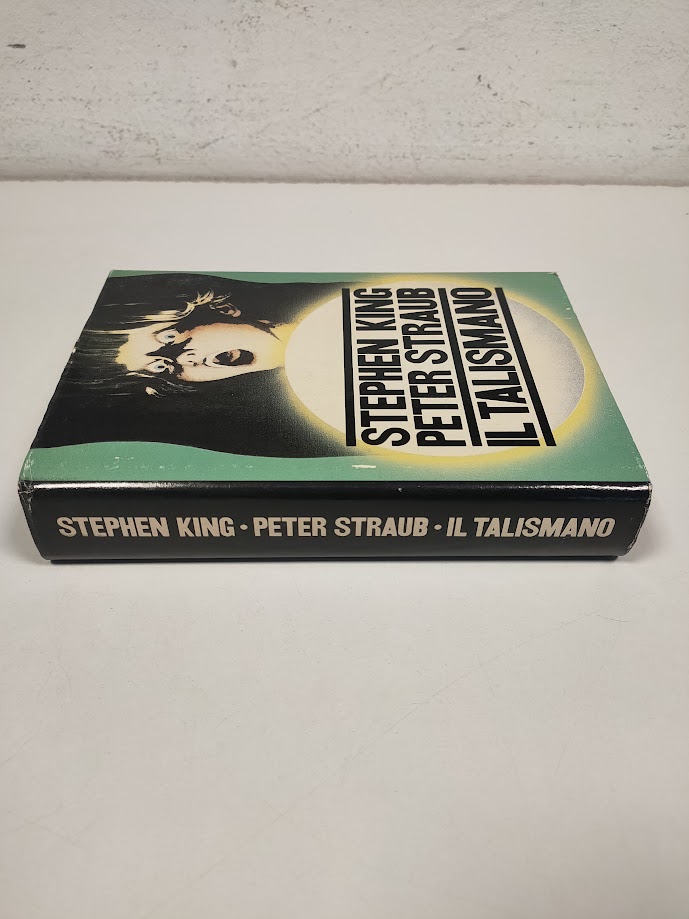 STEPHEN KING
PETER STRAUB
IL TALISMANO
STEPHEN KING · PETER STRAUB · IL TALISMANO